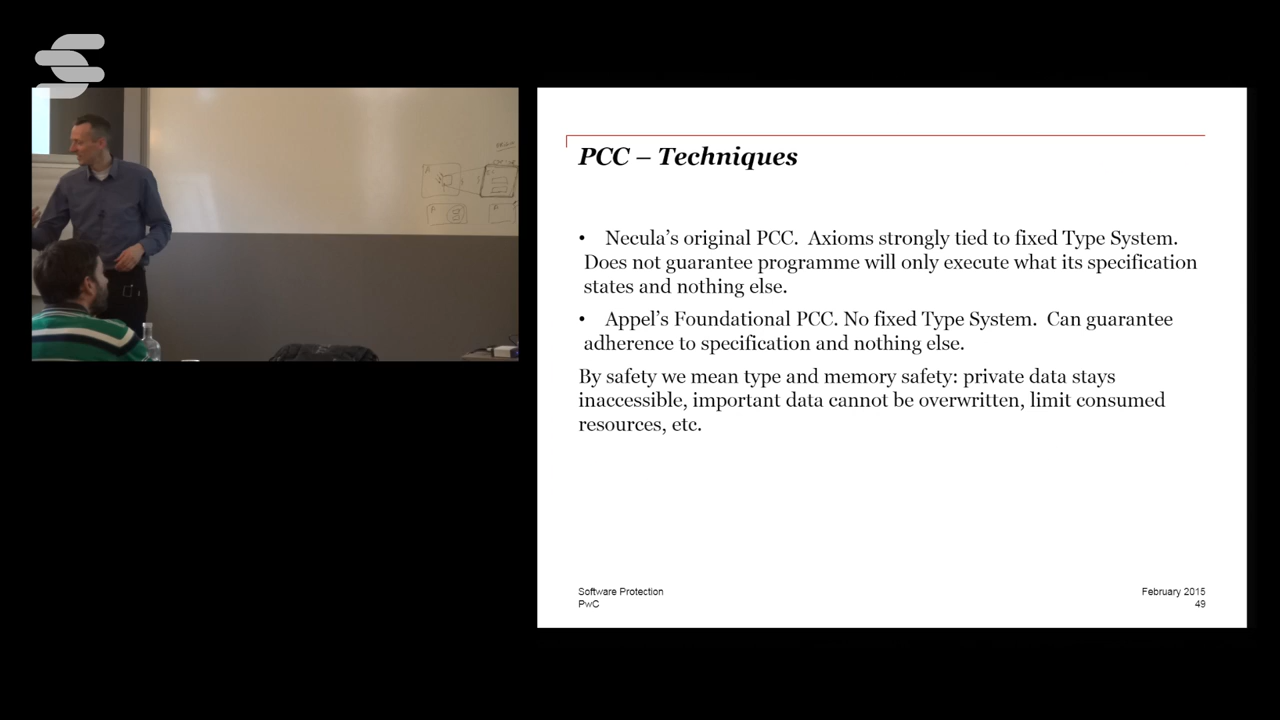 PCC – Techniques
• Necula’s original PCC.  Axioms strongly tied to fixed Type System.
Does not guarantee programme will only execute what its specification
states and nothing else.
• Appel’s Foundational PCC. No fixed Type System.  Can guarantee
adherence to specification and nothing else.
By safety we mean type and memory safety: private data stays
inaccessible, important data cannot be overwritten, limit consumed
resources, etc.
Software Protection
PwC
February 2015
49